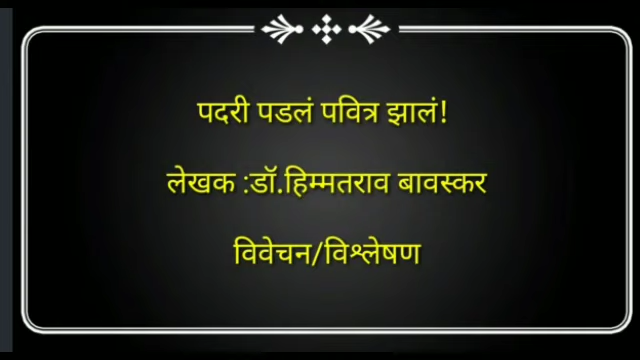 पदरी पडलं पवित्र झालं!
लेखक :डॉ.हिम्मतराव बावस्कर
विवेचन/विश्लेषण